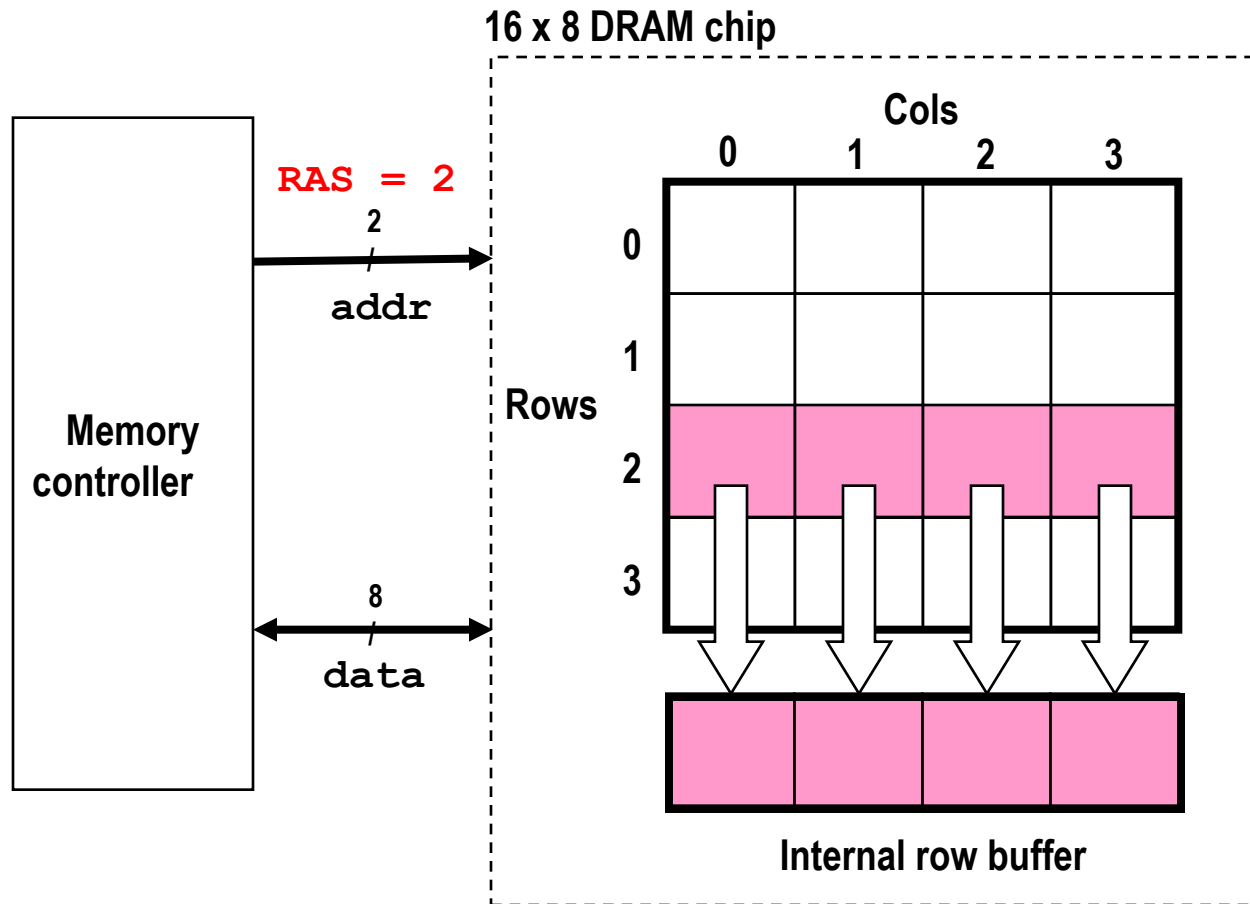 16 x 8 DRAM chip
Cols
0 1 2 3
RAS = 2
2
addr
0
1
Rows
2
3
Memory
controller
8
data
Internal row buffer